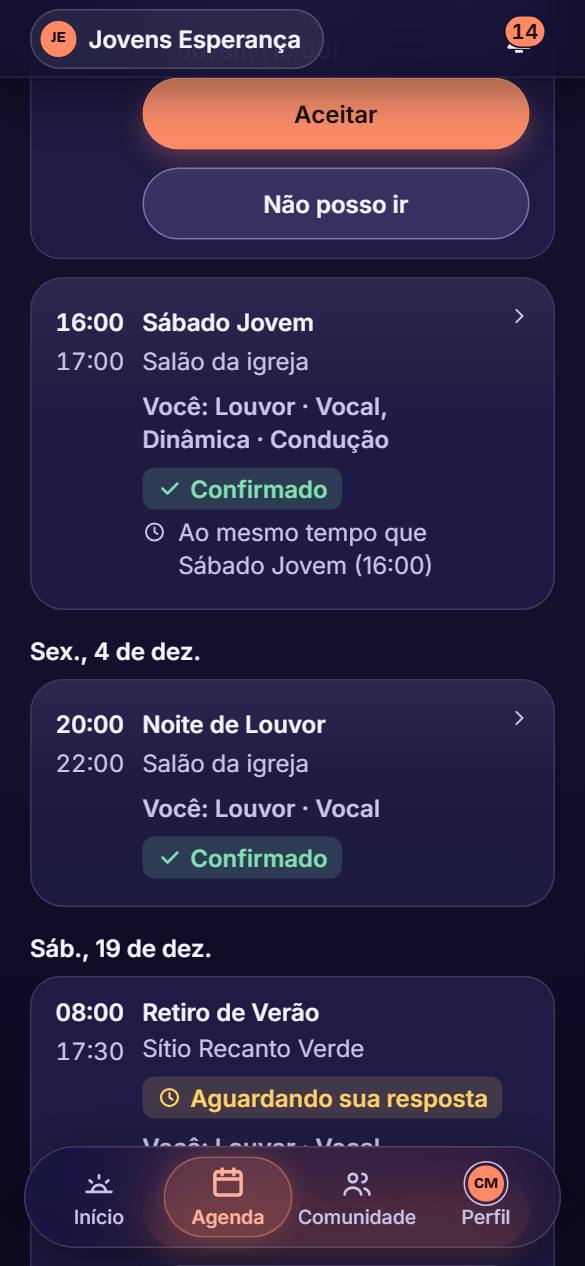 JE Jovens Esperança
14
Aceitar
Não posso ir
16:00 Sábado Jovem
17:00 Salão da igreja
Você: Louvor · Vocal,
Dinâmica · Condução
Confirmado
Ao mesmo tempo que
Sábado Jovem (16:00)
Sex., 4 de dez.
20:00 Noite de Louvor
22:00 Salão da igreja
Você: Louvor · Vocal
Confirmado
Sáb., 19 de dez.
08:00 Retiro de Verão
17:30 Sítio Recanto Verde
Aguardando sua resposta
Você: Louvor · Vocal
CM
Início Agenda Comunidade Perfil